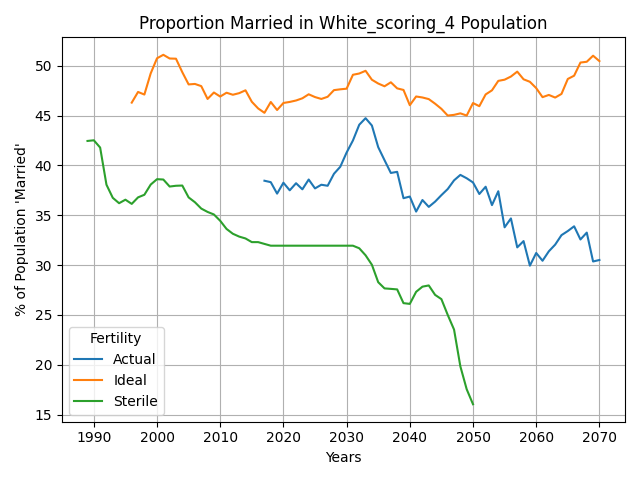 Proportion Married in White_scoring_4 Population
% of Population 'Married'
50
45
40
35
30
25
20
15
Fertility
Actual
Ideal
Sterile
1990 2000 2010 2020 2030 2040 2050 2060 2070
Years